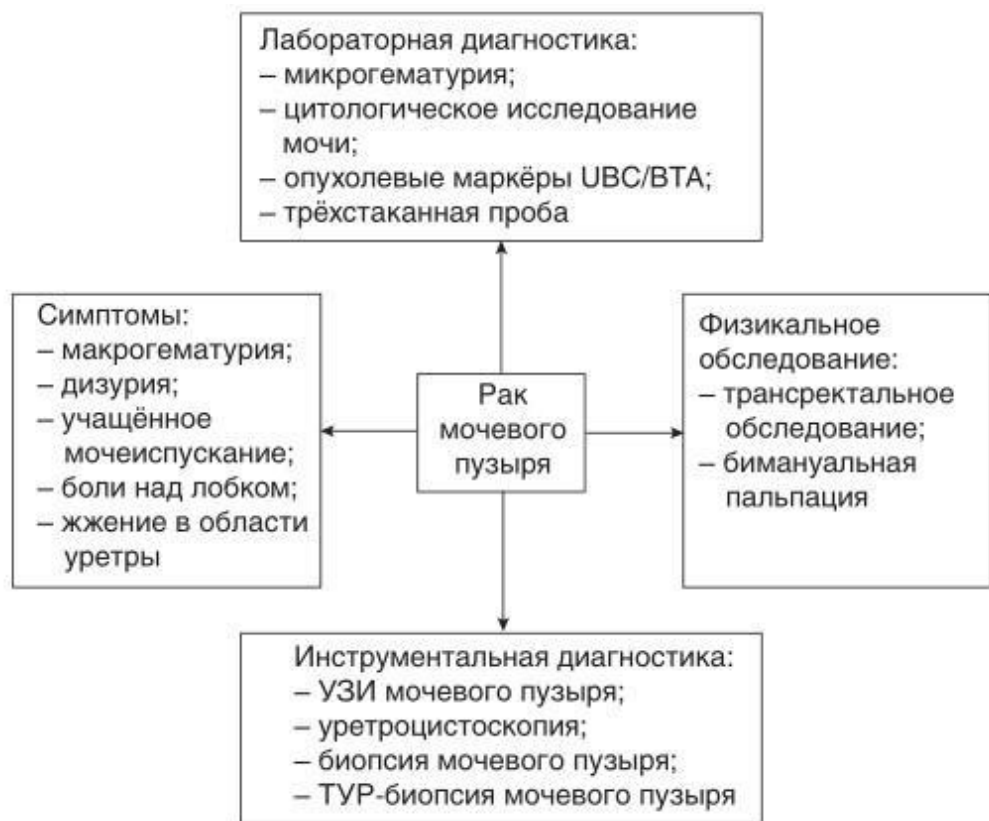 Лабораторная диагностика:
– микрогематурия;
– цитологическое исследование
мочи;
– опухолевые маркёры UBC/BTA;
– трёхстаканная проба
Симптомы:
– макрогематурия;
– дизурия;
– учащённое
мочеиспускание;
– боли над лобком;
– жжение в области
уретры
Рак
мочевого
пузыря
Физикальное
обследование:
– трансректальное
обследование;
– бимануальная
пальпация
Инструментальная диагностика:
– УЗИ мочевого пузыря;
– уретроцистоскопия;
– биопсия мочевого пузыря;
– ТУР-биопсия мочевого пузыря